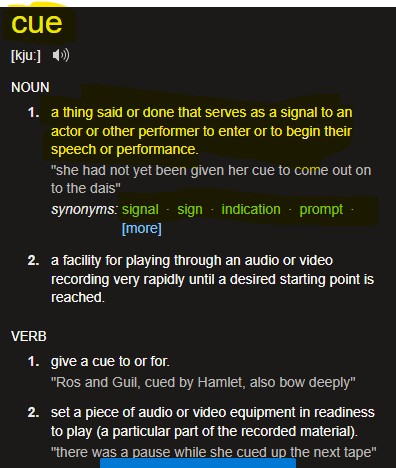 cue
[kju:]
NOUN
1. a thing said or done that serves as a signal to an
actor or other performer to enter or to begin their
speech or performance.
"she had not yet been given her cue to come out on
to the dais"
synonyms: signal · sign · indication · prompt ·
[more]
2. a facility for playing through an audio or video
recording very rapidly until a desired starting point is
reached.
VERB
1. give a cue to or for.
"Ros and Guil, cued by Hamlet, also bow deeply"
2. set a piece of audio or video equipment in readiness
to play (a particular part of the recorded material).
"there was a pause while she cued up the next tape"